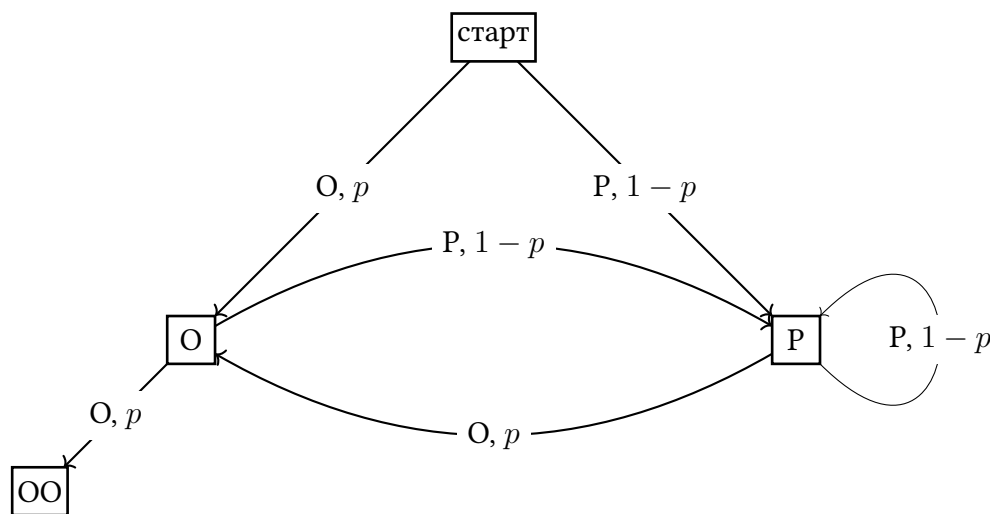 старт
О, p
Р, 1 − p
Р, 1 − p
О
Р
Р, 1 − p
О, p
О, p
ОО